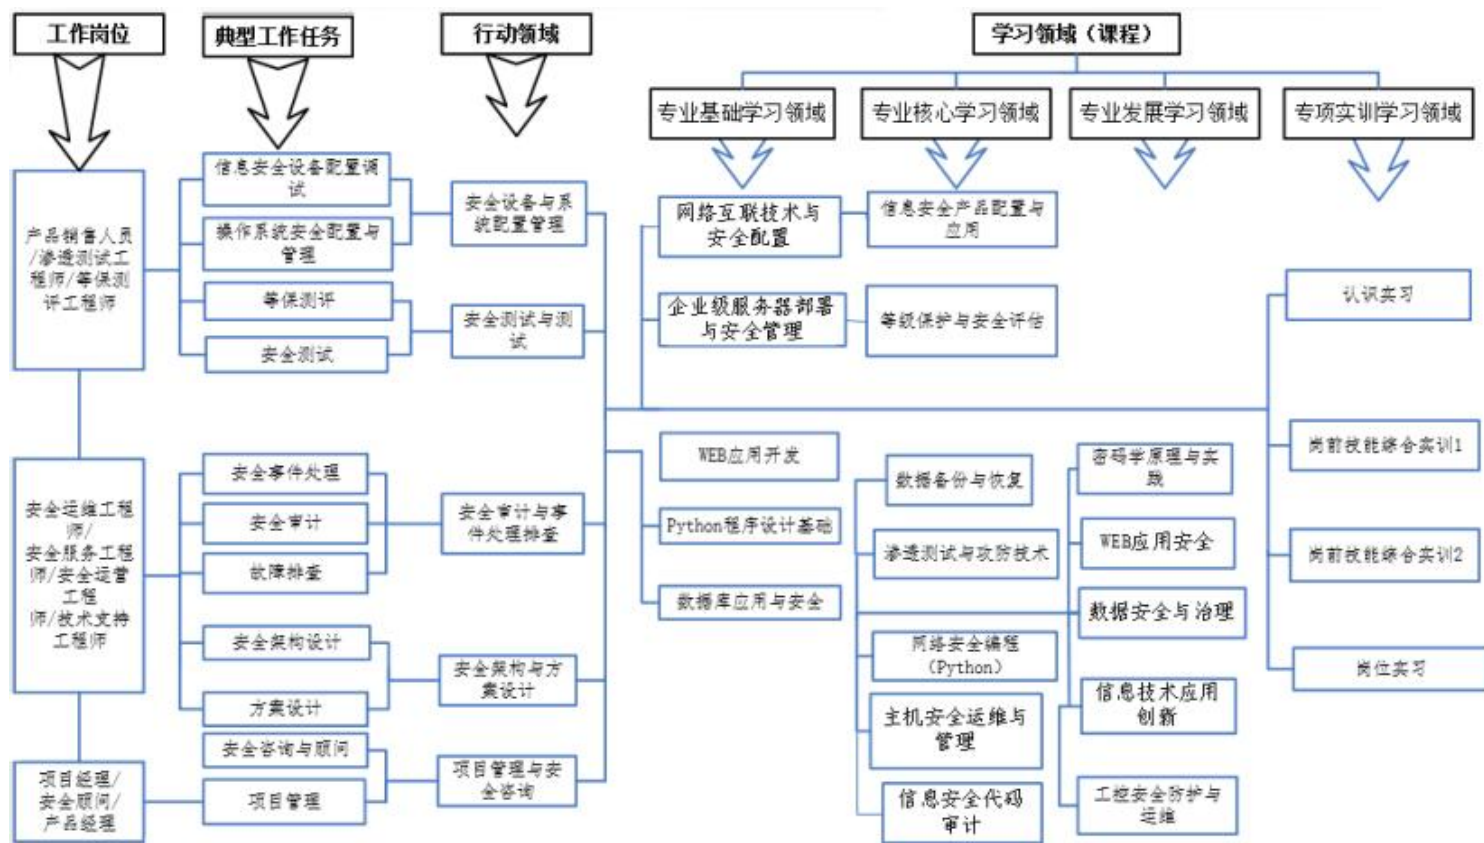 工作岗位
典型工作任务
行动领域
学习领域（课程）
专业基础学习领域
专业核心学习领域
专业发展学习领域
专项实训学习领域
产品销售人员
/渗透测试工
程师/等保测
评工程师
安全运维工程
师/
安全服务工程
师/安全运营
工程
师/技术支持
工程师
项目经理/
安全顾问/
产品经理
信息安全设备配置调
试
操作系统安全配置与
管理
等保测评
安全测试
安全事件处理
安全审计
故障排查
安全架构设计
方案设计
安全咨询与顾问
项目管理
安全设备与系
统配置管理
安全测试与测
试
安全审计与事
件处理排查
安全架构与方
案设计
项目管理与安
全咨询
网络互联技术与
安全配置
企业级服务器部署
与安全管理
WEB应用开发
Python程序设计基础
数据库应用与安全
信息安全产品配置与
应用
等级保护与安全评估
数据备份与恢复
渗透测试与攻防技术
网络安全编程
（Python）
主机安全运维与
管理
信息安全代码
审计
密码学原理与实
践
WEB应用安全
数据安全与治理
信息技术应用
创新
工控安全防护与
运维
认识实习
岗前技能综合实训1
岗前技能综合实训2
岗位实习